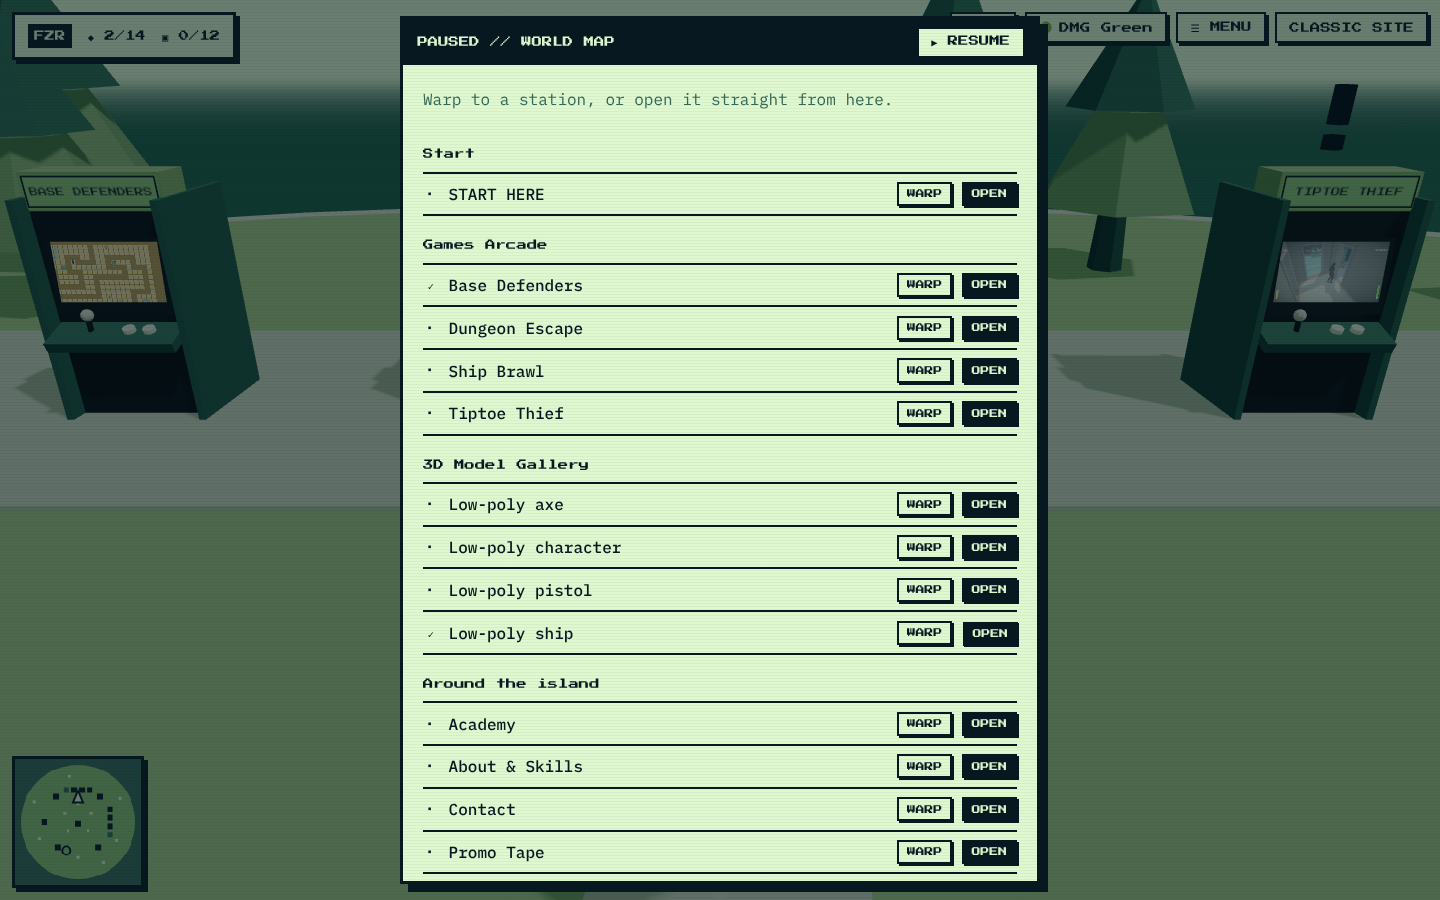 FZR ◆ 2/14 ▣ 0/12
PAUSED // WORLD MAP
▶ RESUME
DMG Green
☰ MENU
CLASSIC SITE
BASE DEFENDERS
TIPTOE THIEF
Warp to a station, or open it straight from here.
Start
· START HERE WARP OPEN
Games Arcade
✓ Base Defenders WARP OPEN
· Dungeon Escape WARP OPEN
· Ship Brawl WARP OPEN
· Tiptoe Thief WARP OPEN
3D Model Gallery
· Low-poly axe WARP OPEN
· Low-poly character WARP OPEN
· Low-poly pistol WARP OPEN
✓ Low-poly ship WARP OPEN
Around the island
· Academy WARP OPEN
· About & Skills WARP OPEN
· Contact WARP OPEN
· Promo Tape WARP OPEN